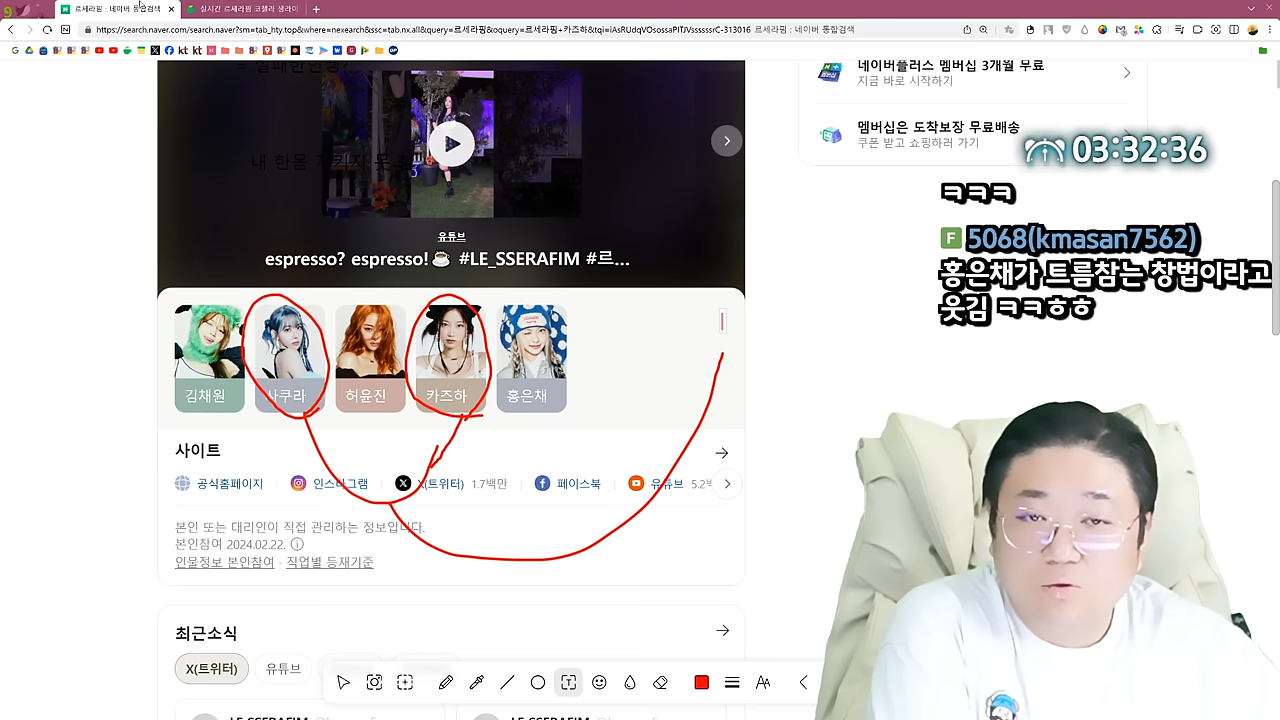 르세라핌 : 네이버 통합검색
실시간 르세라핌 코첼라 생라이
https://search.naver.com/search.naver?sm=tab_hty.top&where=nexearch&ssc=tab.nx.all&query=르세라핌&oquery=르세라핌+카즈하&tqi=iAsRUdqVOsossaPITJVssssssrC-313016 르세라핌 : 네이버 통합검색
네이버플러스 멤버십 3개월 무료
지금 바로 시작하기
멤버십은 도착보장 무료배송
쿠폰 받고 쇼핑하러 가기
03:32:36
ㅋㅋㅋ
F 5068(kmasan7562)
홍은채가 트름참는 창법이라고
웃김 ㅋㅋㅎㅎ
유튜브
espresso? espresso!☕ #LE_SSERAFIM #르...
김채원
사쿠라
허윤진
카즈하
홍은채
사이트
공식홈페이지
인스타그램
X(트위터) 1.7백만
페이스북
유튜브 5.2백
본인 또는 대리인이 직접 관리하는 정보입니다.
본인참여 2024.02.22.
인물정보 본인참여 · 직업별 등재기준
최근소식
X(트위터)
유튜브
LE SSERAFIM
LE SSERAFIM